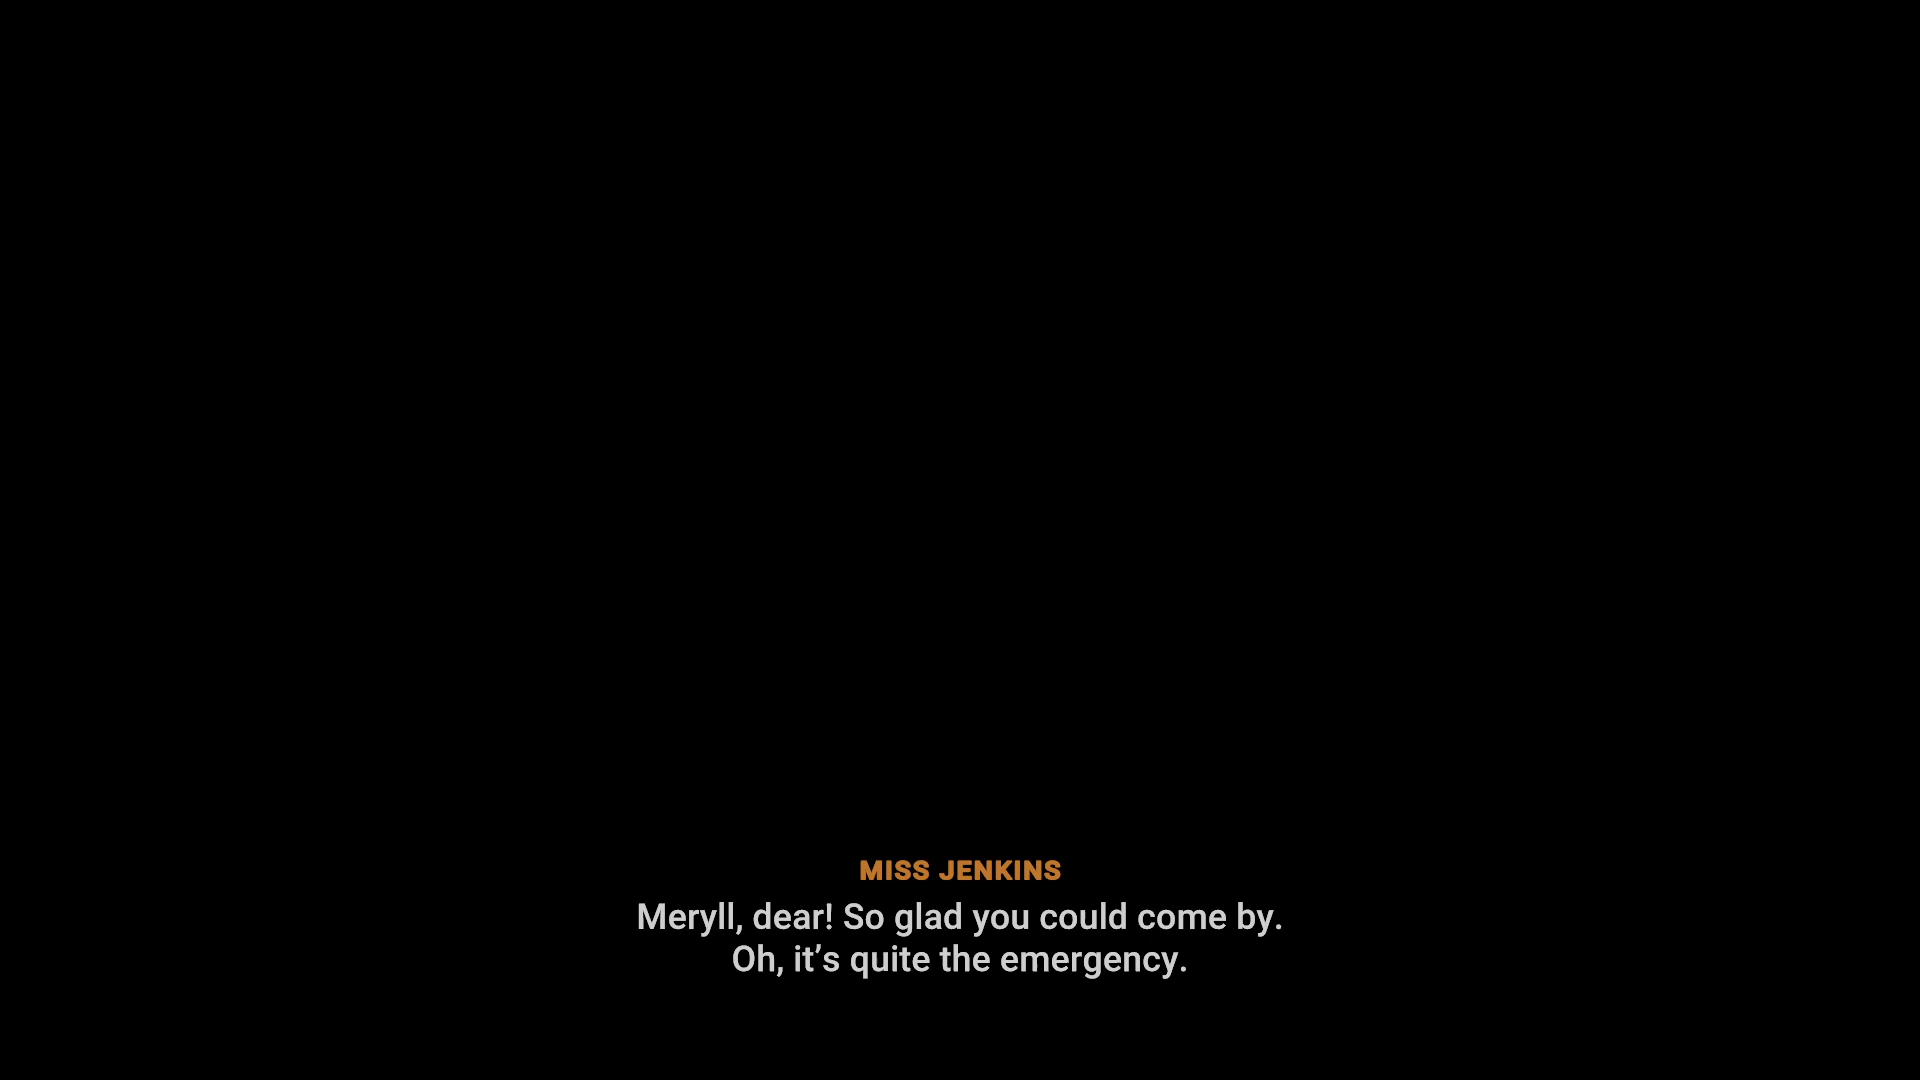 MISS JENKINS
Meryll, dear! So glad you could come by.
Oh, it’s quite the emergency.